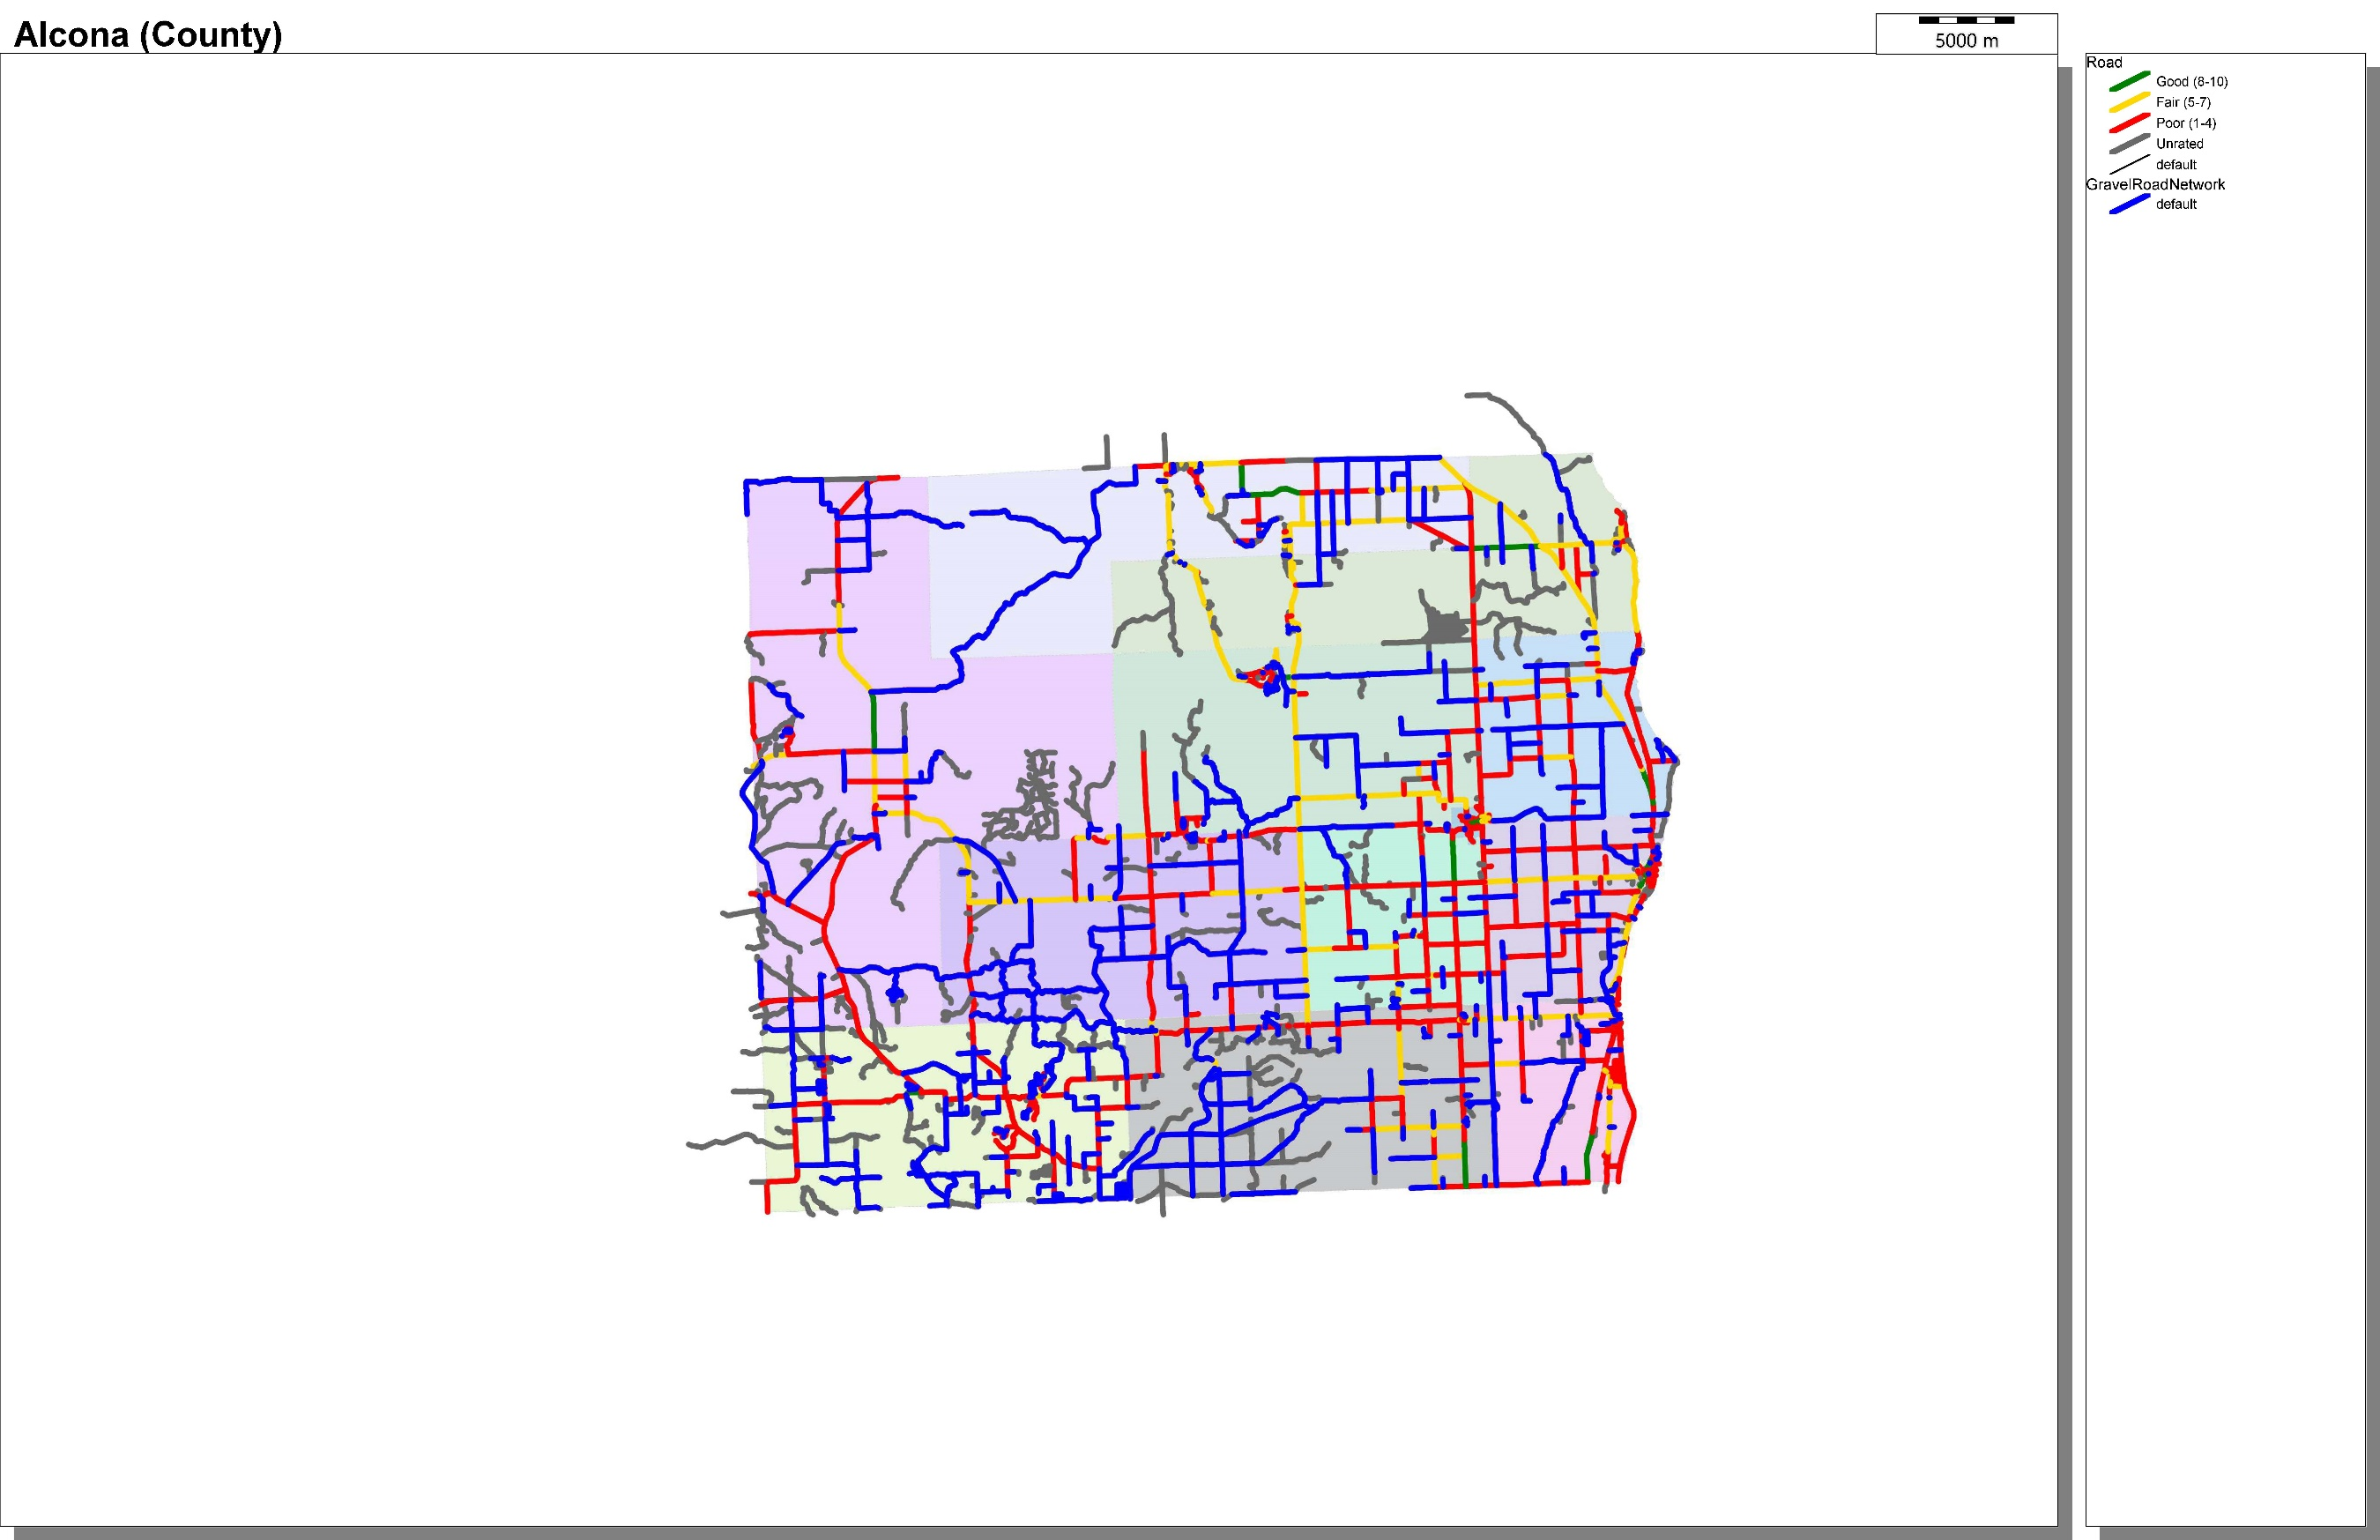 Alcona (County)
5000 m
Road
Good (8-10)
Fair (5-7)
Poor (1-4)
Unrated
default
GravelRoadNetwork
default